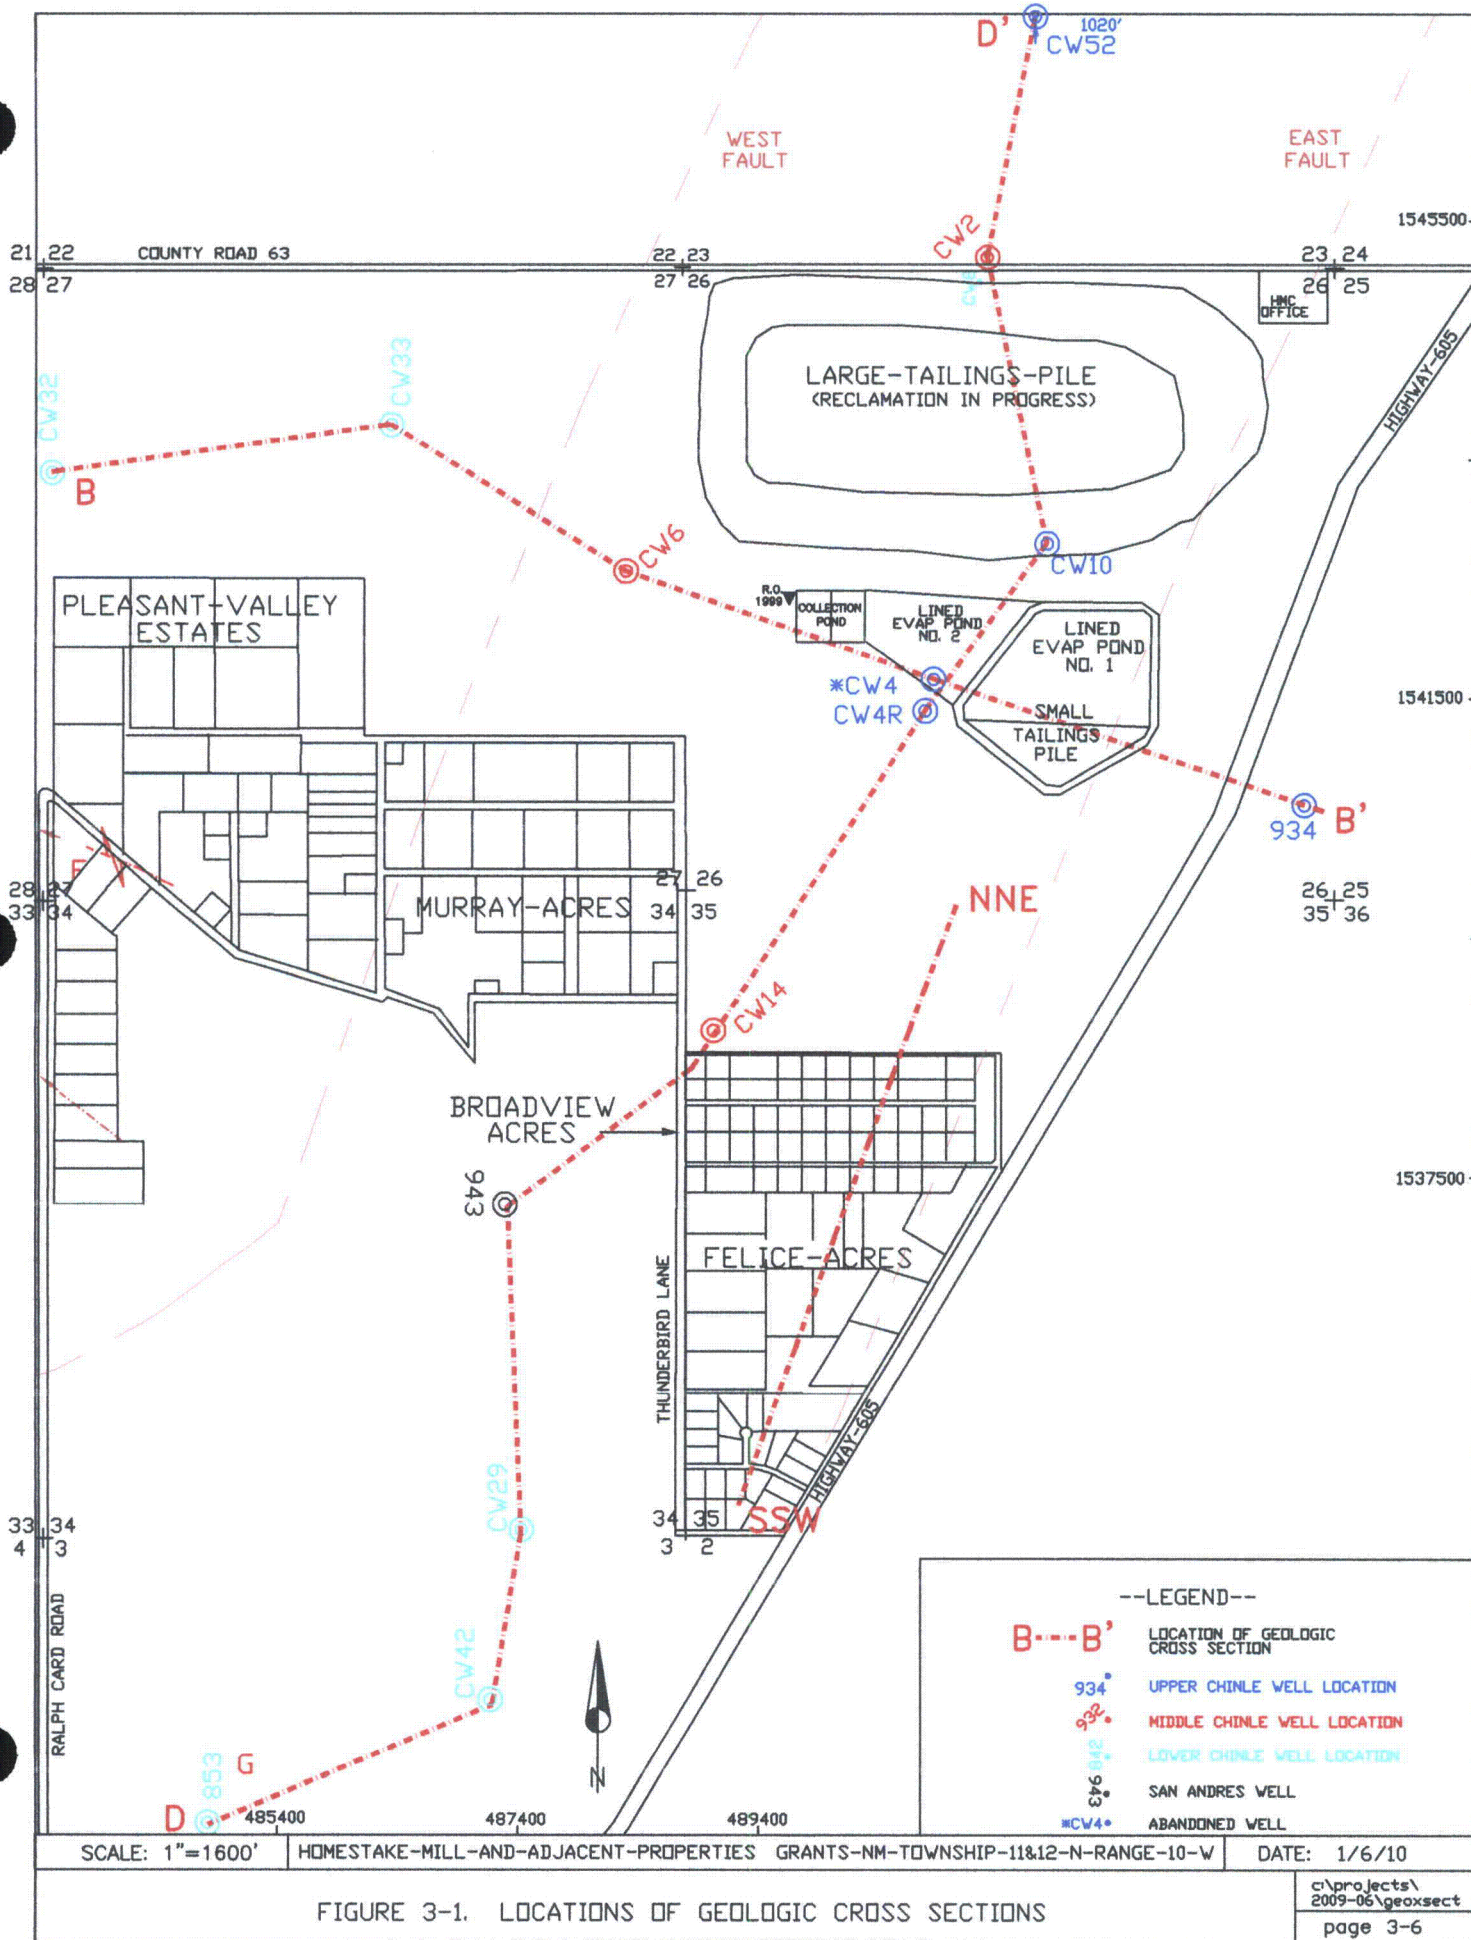 D'
1020'
CW52
WEST
FAULT
EAST
FAULT
1545500
CW2
21 22
COUNTY ROAD 63
22 23
23 24
28 27
27 26
26 25
HMC
OFFICE
HIGHWAY-605
LARGE-TAILINGS-PILE
(RECLAMATION IN PROGRESS)
CW32
CW33
B
CW6
CW10
R.O.
1999
COLLECTION
POND
LINED
EVAP POND
NO. 2
LINED
EVAP POND
NO. 1
PLEASANT-VALLEY
ESTATES
*CW4
CW4R
1541500
SMALL
TAILINGS
PILE
934
B'
F
28 27
33 34
27 26
34 35
26 25
35 36
MURRAY-ACRES
NNE
CW14
BROADVIEW
ACRES
943
1537500
FELICE-ACRES
THUNDERBIRD LANE
HIGHWAY-605
CW29
SSW
33 34
4 3
34 35
3 2
RALPH CARD ROAD
CW42
853
G
D
N
485400
487400
489400
--LEGEND--
B B' LOCATION OF GEOLOGIC
CROSS SECTION
934 UPPER CHINLE WELL LOCATION
932 MIDDLE CHINLE WELL LOCATION
842 LOWER CHINLE WELL LOCATION
943 SAN ANDRES WELL
*CW4 ABANDONED WELL
SCALE: 1"=1600'
HOMESTAKE-MILL-AND-ADJACENT-PROPERTIES GRANTS-NM-TOWNSHIP-11&12-N-RANGE-10-W
DATE: 1/6/10
FIGURE 3-1. LOCATIONS OF GEOLOGIC CROSS SECTIONS
c:\projects\
2009-06\geoxsect
page 3-6